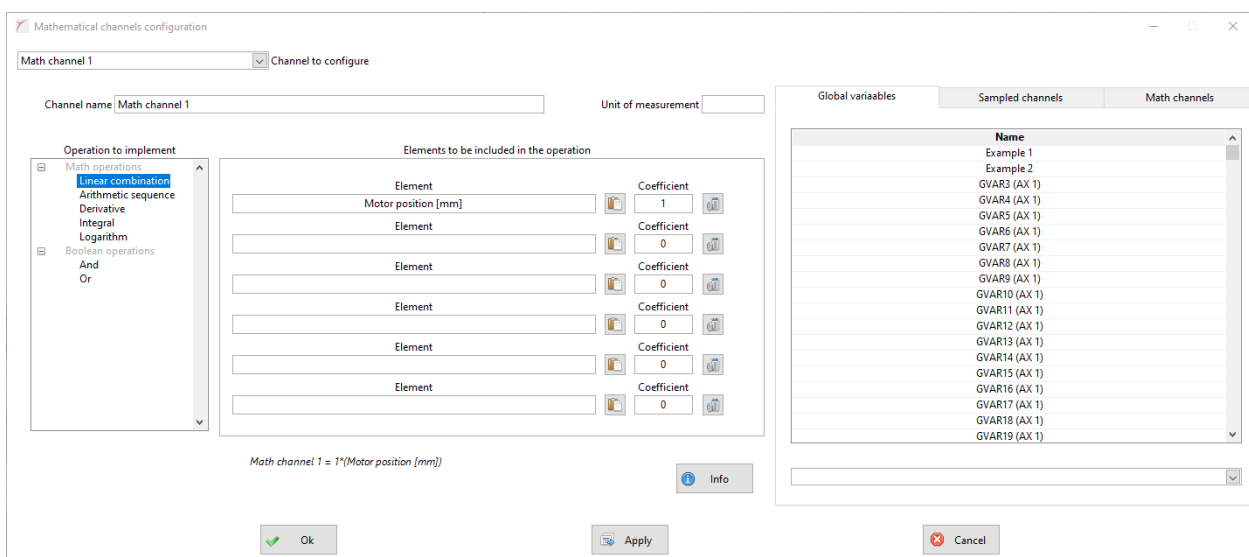 Mathematical channels configuration
Math channel 1 Channel to configure
Channel name Math channel 1 Unit of measurement
Operation to implement
Math operations
Linear combination
Arithmetic sequence
Derivative
Integral
Logarithm
Boolean operations
And
Or
Elements to be included in the operation
Element Coefficient
Motor position [mm] 1
Element Coefficient
0
Element Coefficient
0
Element Coefficient
0
Element Coefficient
0
Element Coefficient
0
Math channel 1 = 1*(Motor position [mm])
Info
Global variaables Sampled channels Math channels
Name
Example 1
Example 2
GVAR3 (AX 1)
GVAR4 (AX 1)
GVAR5 (AX 1)
GVAR6 (AX 1)
GVAR7 (AX 1)
GVAR8 (AX 1)
GVAR9 (AX 1)
GVAR10 (AX 1)
GVAR11 (AX 1)
GVAR12 (AX 1)
GVAR13 (AX 1)
GVAR14 (AX 1)
GVAR15 (AX 1)
GVAR16 (AX 1)
GVAR17 (AX 1)
GVAR18 (AX 1)
GVAR19 (AX 1)
Ok Apply Cancel